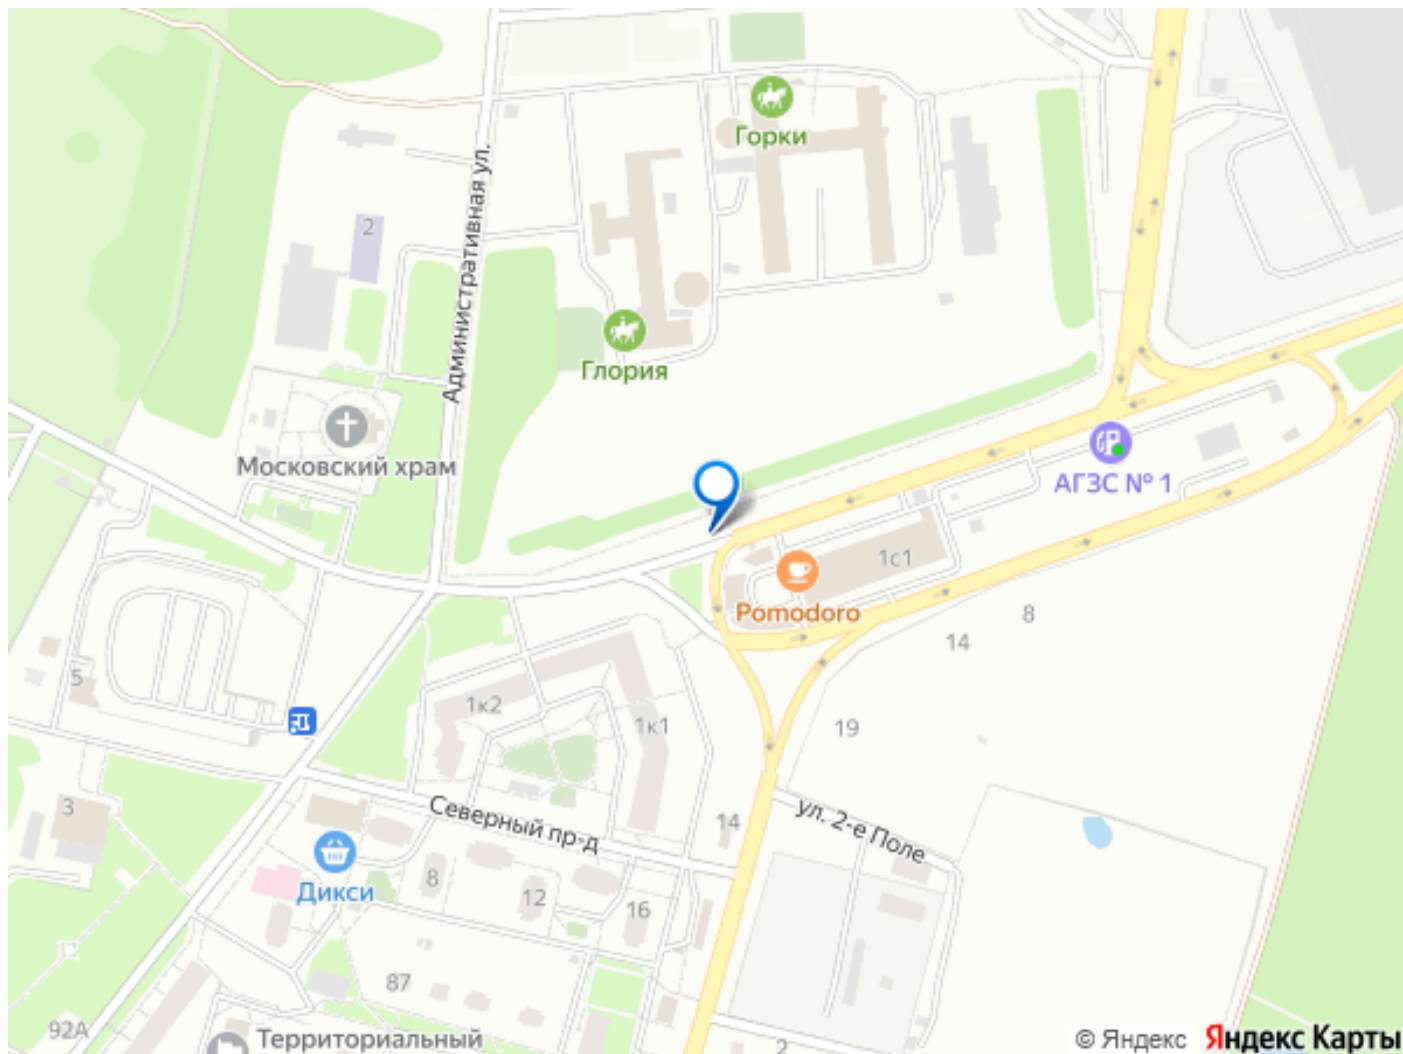 Горки
Административная ул.
2
Глория
Московский храм
АГЗС № 1
1с1
Pomodoro
8
14
5
1к2
1к1
19
3
Северный пр-д
14
ул. 2-е Поле
Дикси
8
12
16
87
92А
Территориальный
2
© Яндекс Яндекс Карты